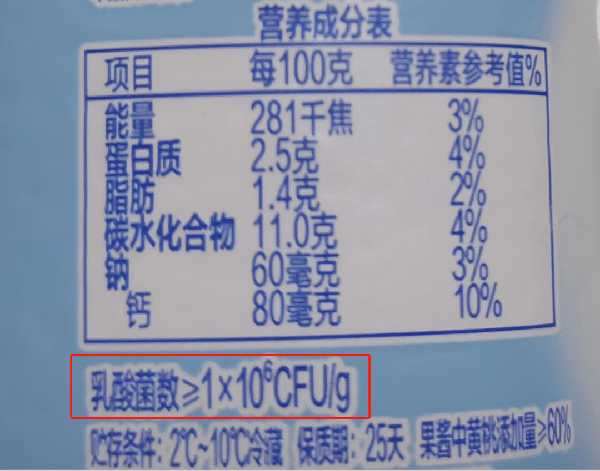 营养成分表
项目 每100克 营养素参考值%
能量 281千焦 3%
蛋白质 2.5克 4%
脂肪 1.4克 2%
碳水化合物 11.0克 4%
钠 60毫克 3%
钙 80毫克 10%
乳酸菌数≥1×10⁶CFU/g
贮存条件：2℃~10℃冷藏 保质期：25天 果酱中黄桃添加量≥60%